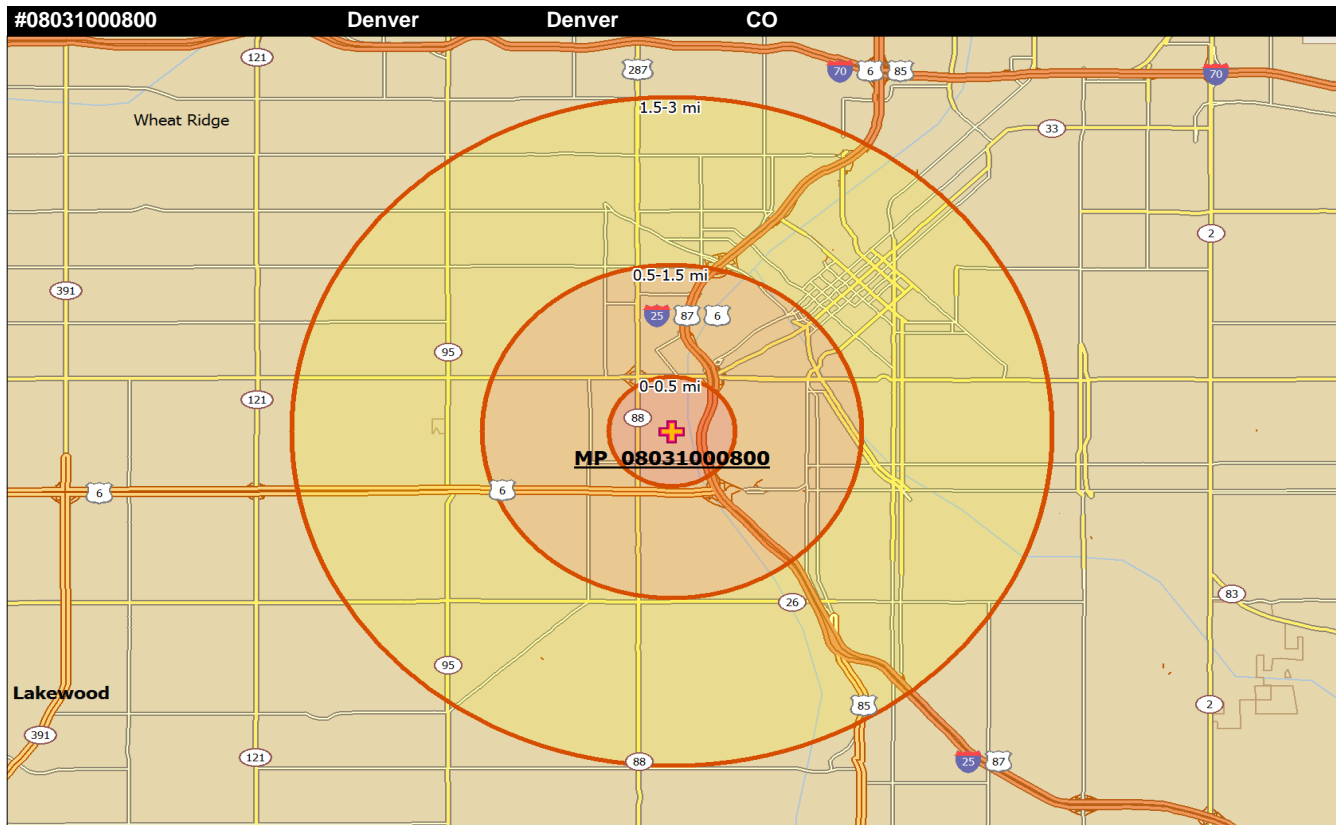 #08031000800 Denver Denver CO
121
287
70 6 85
70
1.5-3 mi
Wheat Ridge
33
2
0.5-1.5 mi
391
25 87 6
95
0-0.5 mi
121
88
MP 08031000800
6
6
83
26
95
Lakewood
85
2
391
121
88
25 87